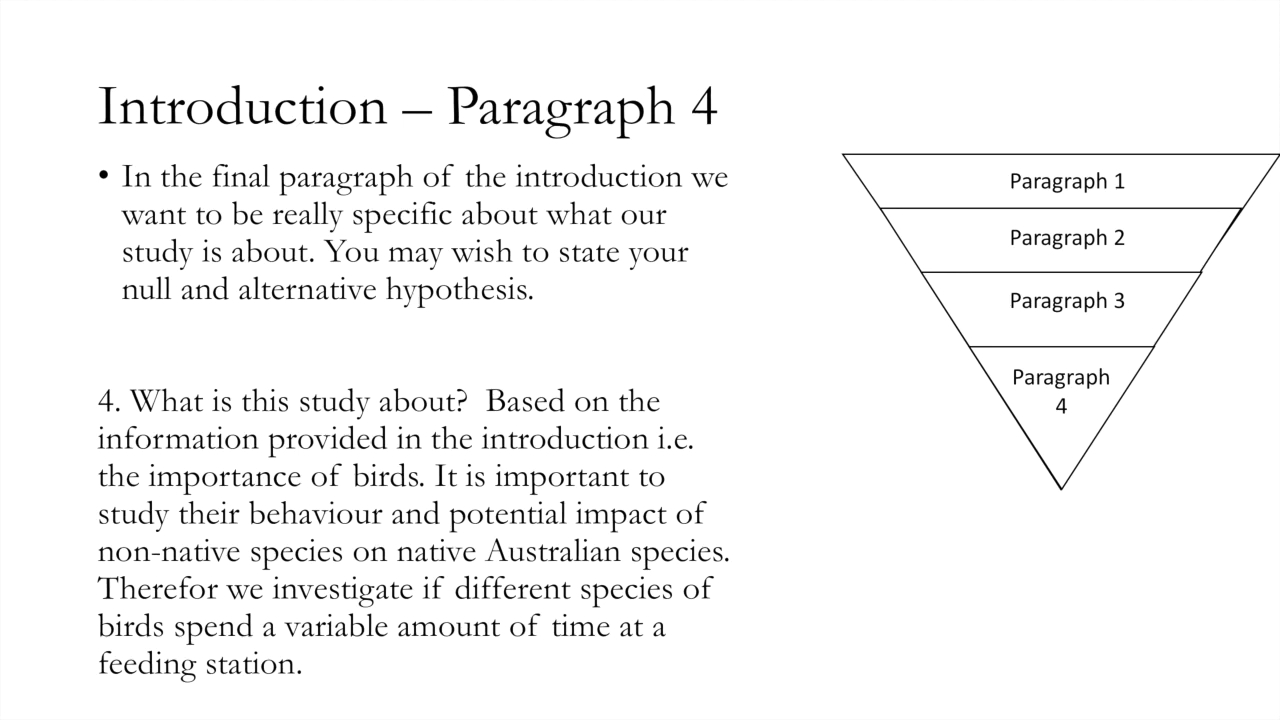 Introduction – Paragraph 4
• In the final paragraph of the introduction we
want to be really specific about what our
study is about. You may wish to state your
null and alternative hypothesis.
4. What is this study about?  Based on the
information provided in the introduction i.e.
the importance of birds. It is important to
study their behaviour and potential impact of
non-native species on native Australian species.
Therefor we investigate if different species of
birds spend a variable amount of time at a
feeding station.
Paragraph 1
Paragraph 2
Paragraph 3
Paragraph
4